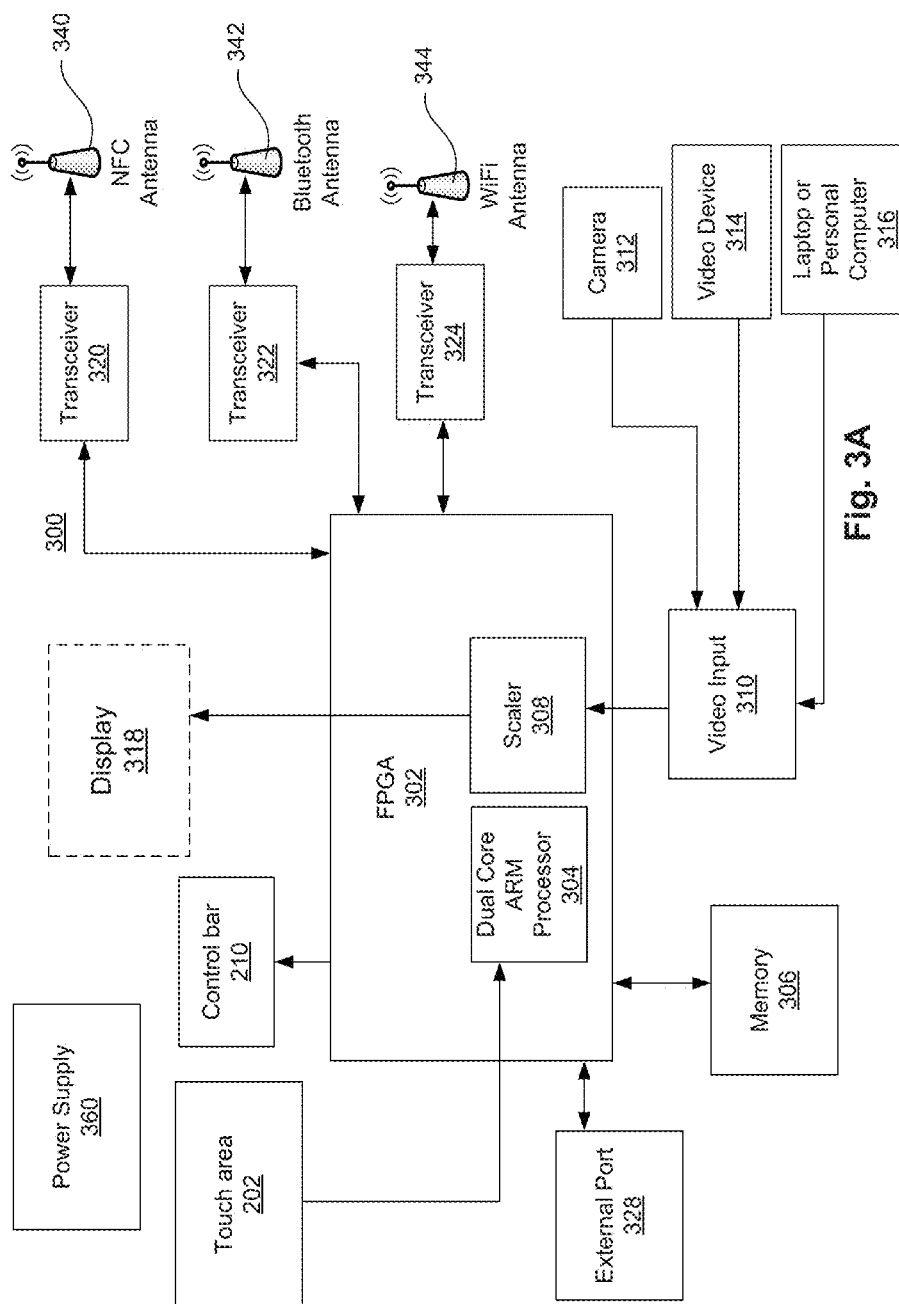 Power Supply
360
Touch area
202
Control bar
210
Display
318
300
Transceiver
320
NFC
Antenna
340
Transceiver
322
Bluetooth
Antenna
342
Transceiver
324
WiFi
Antenna
344
FPGA
302
Dual Core
ARM
Processor
304
Scaler
308
External Port
328
Memory
306
Video Input
310
Camera
312
Video Device
314
Laptop or
Personal
Computer
316
Fig. 3A